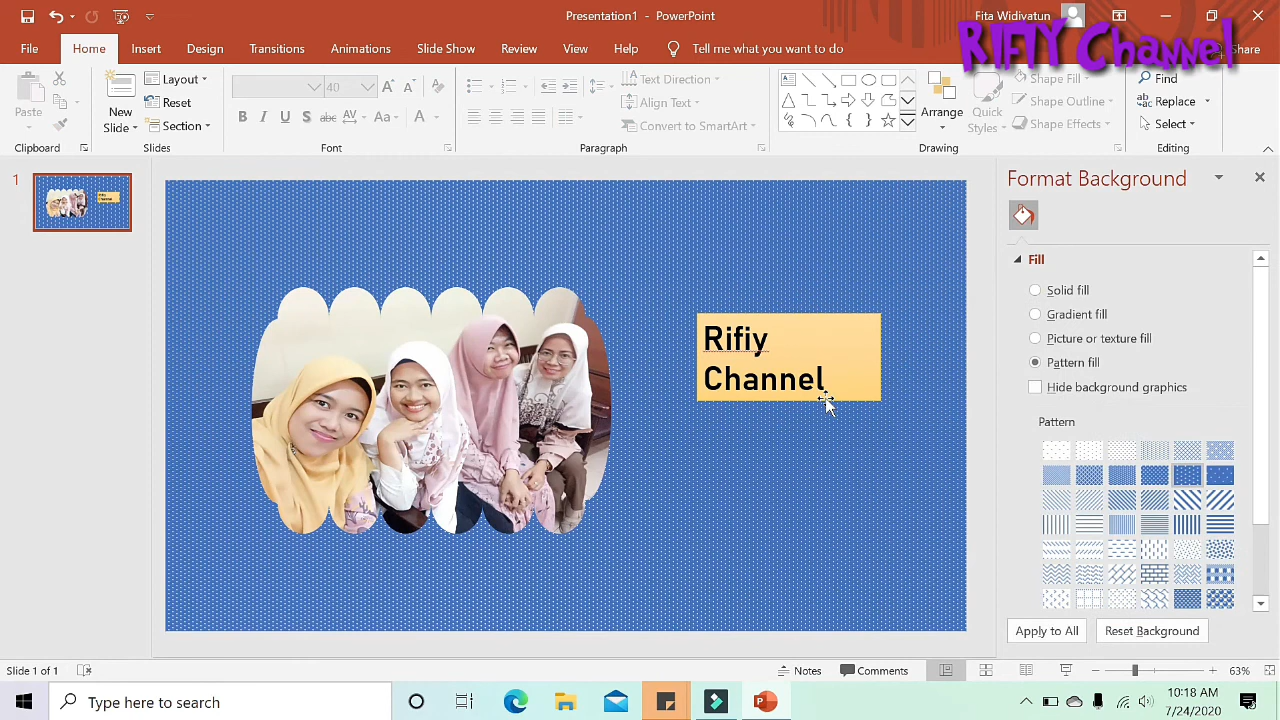 Presentation1 - PowerPoint
Fita Widiyatun
RIFIY Channel
File Home Insert Design Transitions Animations Slide Show Review View Help Tell me what you want to do Share
Paste
Clipboard
New Slide
Layout
Reset
Section
Slides
40
B I U S abc AV Aa A
Font
Text Direction
Align Text
Convert to SmartArt
Paragraph
Arrange
Quick Styles
Shape Fill
Shape Outline
Shape Effects
Drawing
Find
Replace
Select
Editing
1
Rifiy
Channel
Format Background
Fill
Solid fill
Gradient fill
Picture or texture fill
Pattern fill
Hide background graphics
Pattern
Apply to All
Reset Background
Slide 1 of 1
Notes
Comments
63%
Type here to search
10:18 AM
7/24/2020